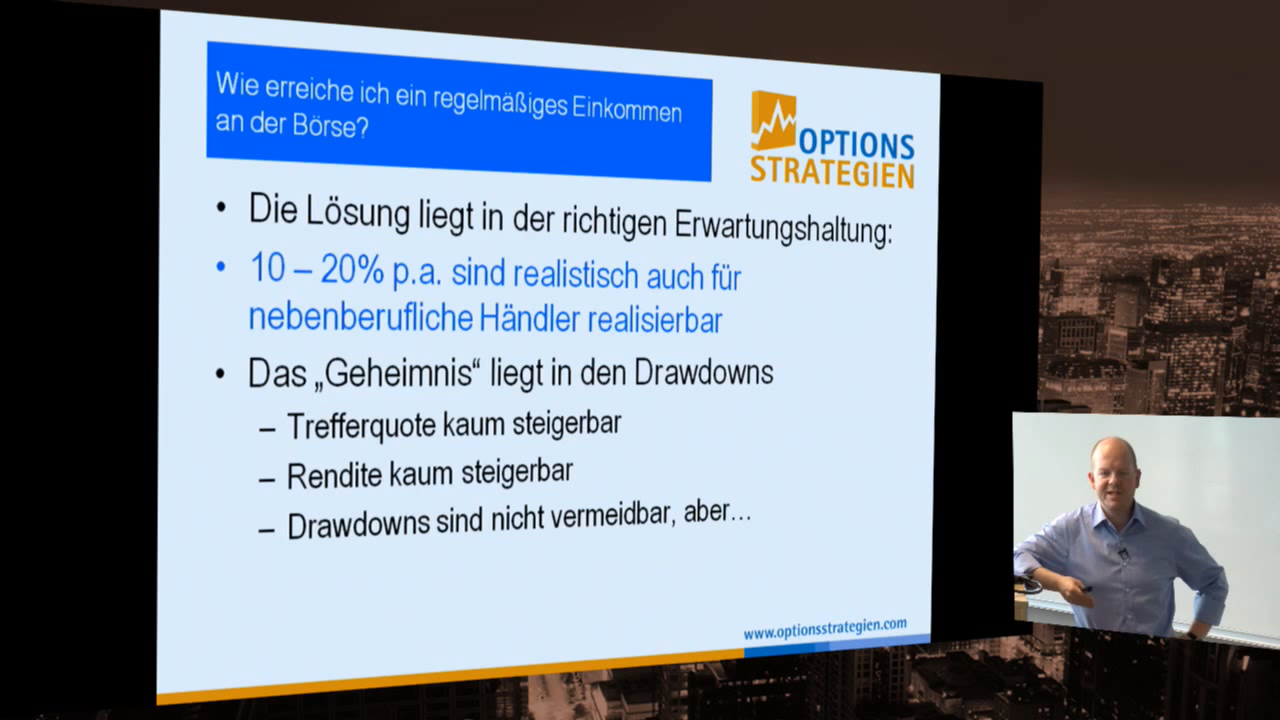 Wie erreiche ich ein regelmäßiges Einkommen
an der Börse?
OPTIONS
STRATEGIEN
• Die Lösung liegt in der richtigen Erwartungshaltung:
• 10 – 20% p.a. sind realistisch auch für
nebenberufliche Händler realisierbar
• Das „Geheimnis“ liegt in den Drawdowns
– Trefferquote kaum steigerbar
– Rendite kaum steigerbar
– Drawdowns sind nicht vermeidbar, aber…
www.optionsstrategien.com